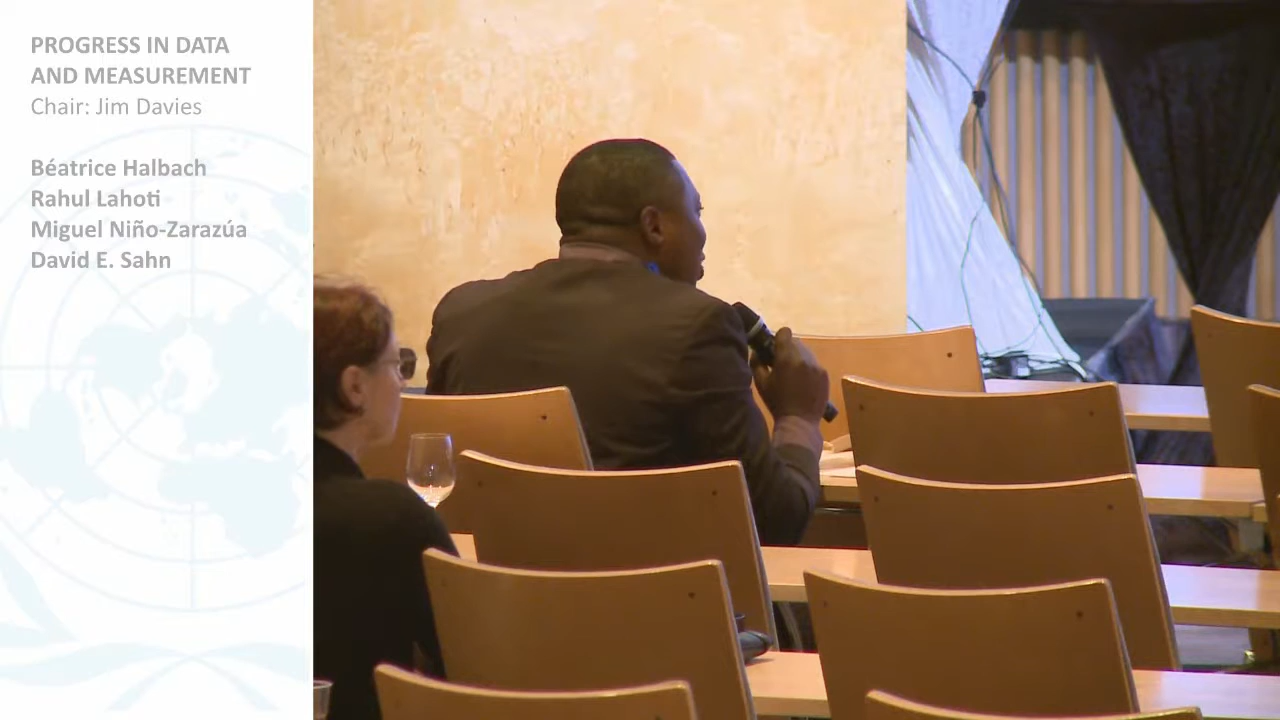 PROGRESS IN DATA
AND MEASUREMENT
Chair: Jim Davies
Béatrice Halbach
Rahul Lahoti
Miguel Niño-Zarazúa
David E. Sahn